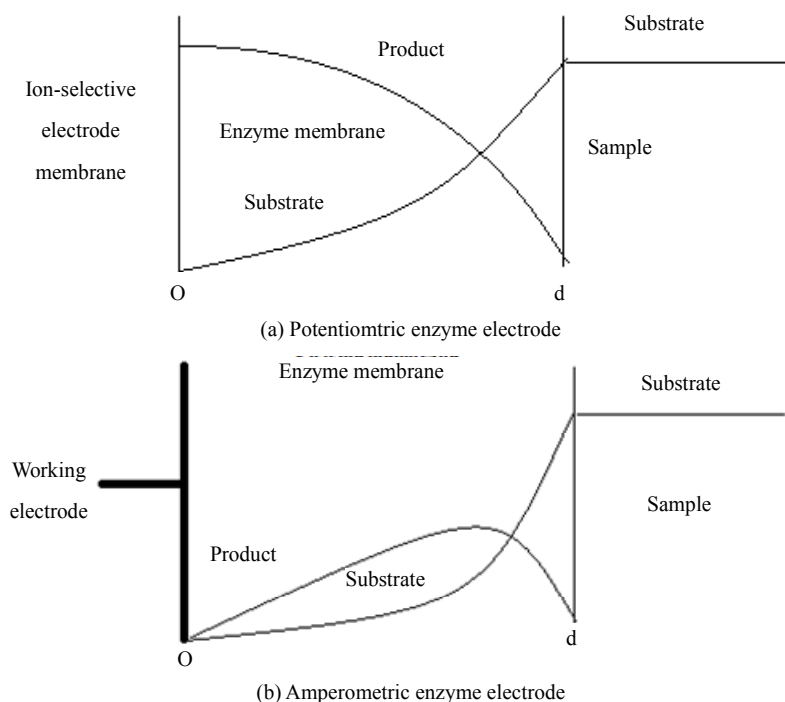 Substrate
Product
Ion-selective
electrode
membrane
Enzyme membrane
Sample
Substrate
O
d
(a) Potentiomtric enzyme electrode
Enzyme membrane
Substrate
Working
electrode
Sample
Product
Substrate
O
d
(b) Amperometric enzyme electrode